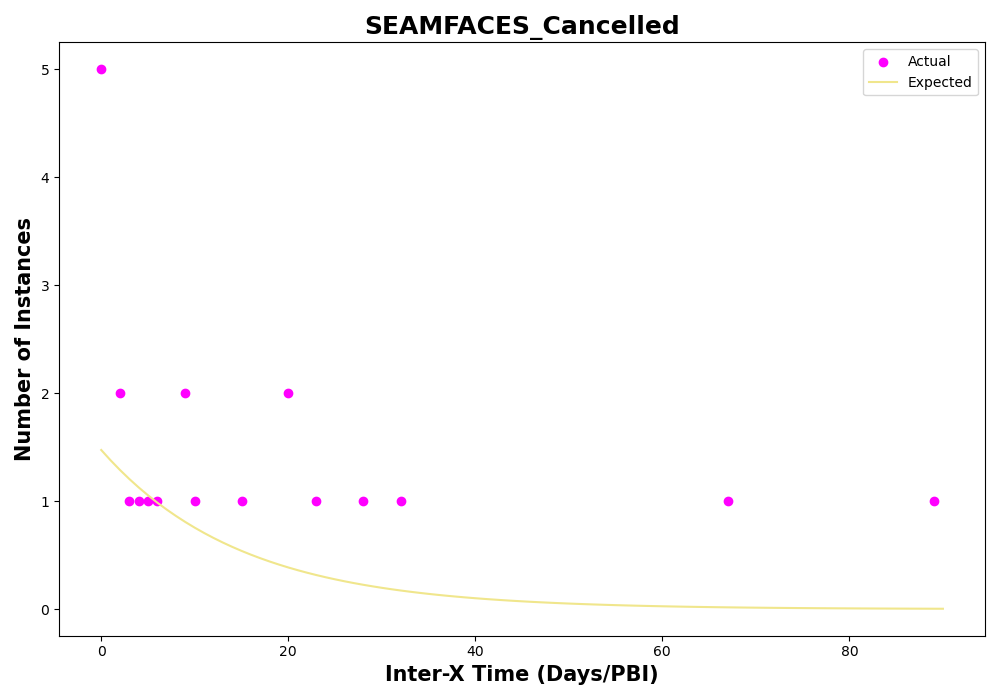 SEAMFACES_Cancelled
Actual
Expected
Number of Instances
5
4
3
2
1
0
0 20 40 60 80
Inter-X Time (Days/PBI)